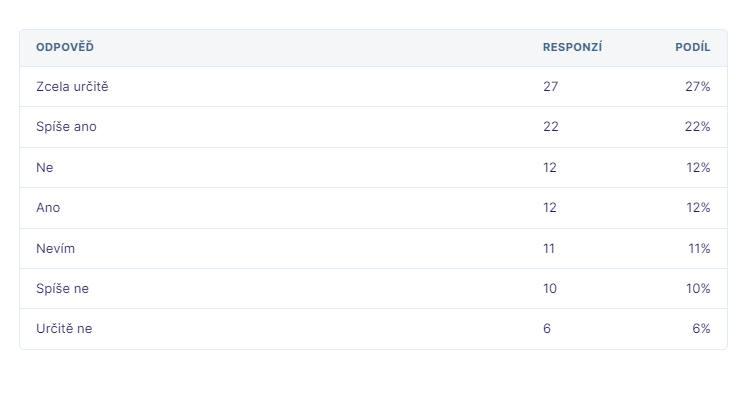 ODPOVĚĎ RESPONZÍ PODÍL
Zcela určitě 27 27%
Spíše ano 22 22%
Ne 12 12%
Ano 12 12%
Nevím 11 11%
Spíše ne 10 10%
Určitě ne 6 6%